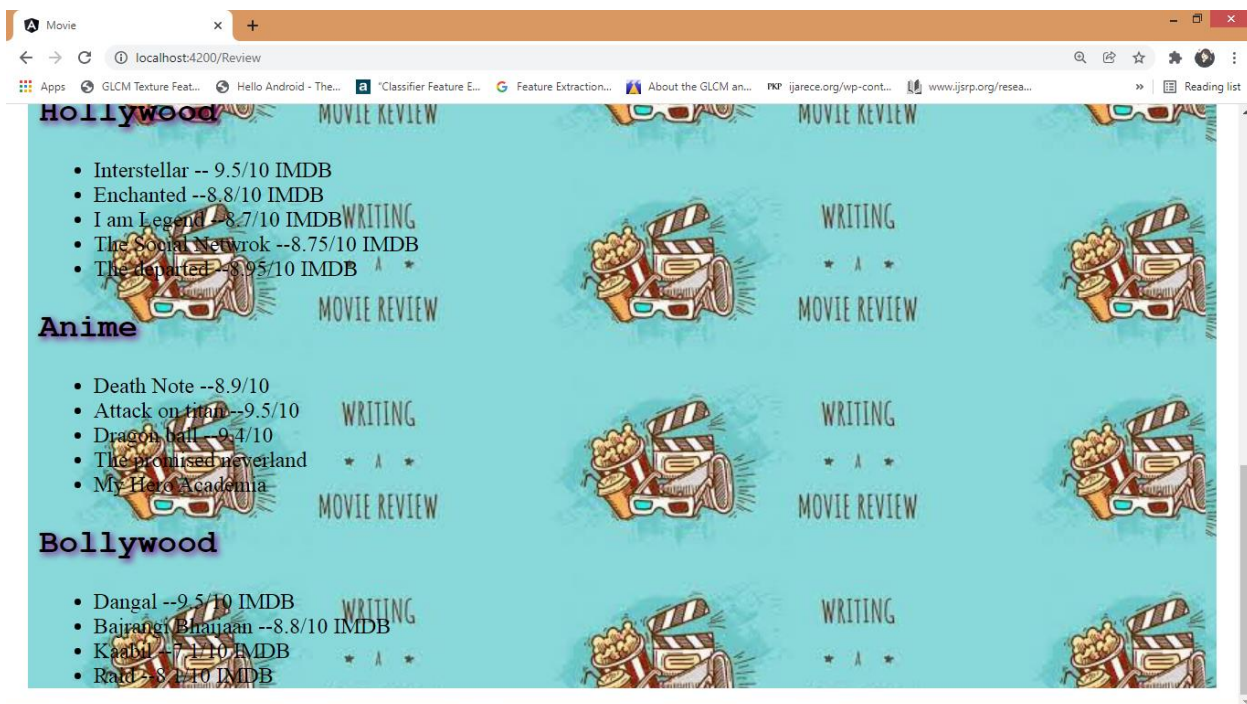 Movie
localhost:4200/Review
Apps GLCM Texture Feat... Hello Android - The... "Classifier Feature E... Feature Extraction... About the GLCM an... PKP ijarece.org/wp-cont... www.ijsrp.org/resea... » Reading list
Hollywood MOVIE REVIEW MOVIE REVIEW
Interstellar -- 9.5/10 IMDB
Enchanted --8.8/10 IMDB
I am Legend --8.7/10 IMDB WRITING WRITING
The Social Netwrok --8.75/10 IMDB
The departed --8.95/10 IMDB A A
MOVIE REVIEW MOVIE REVIEW
Anime
Death Note --8.9/10
Attack on titan --9.5/10 WRITING WRITING
Dragon ball --9.4/10
The promised neverland A A
My Hero Academia
MOVIE REVIEW MOVIE REVIEW
Bollywood
Dangal --9.5/10 IMDB WRITING WRITING
Bajrangi Bhaijaan --8.8/10 IMDB
Kaabil --7.1/10 IMDB A A
Raid --8.2/10 IMDB